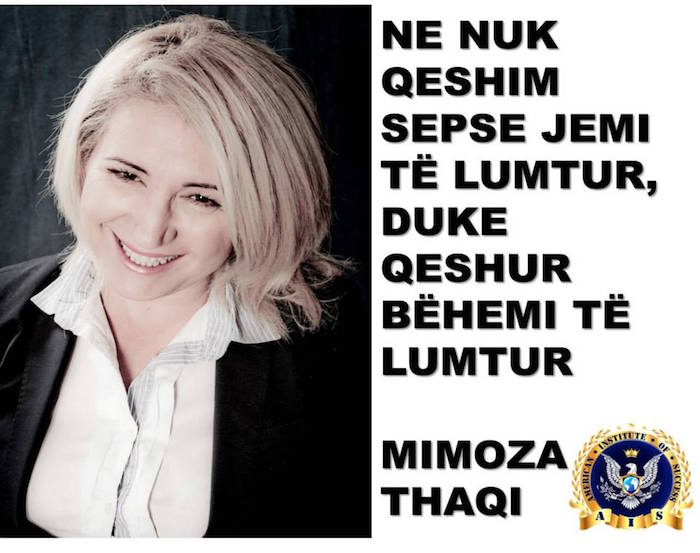 NE NUK
QESHIM
SEPSE JEMI
TË LUMTUR,
DUKE
QESHUR
BËHEMI TË
LUMTUR
MIMOZA
THAQI
AMERICAN INSTITUTE OF SUCCESS
A I S